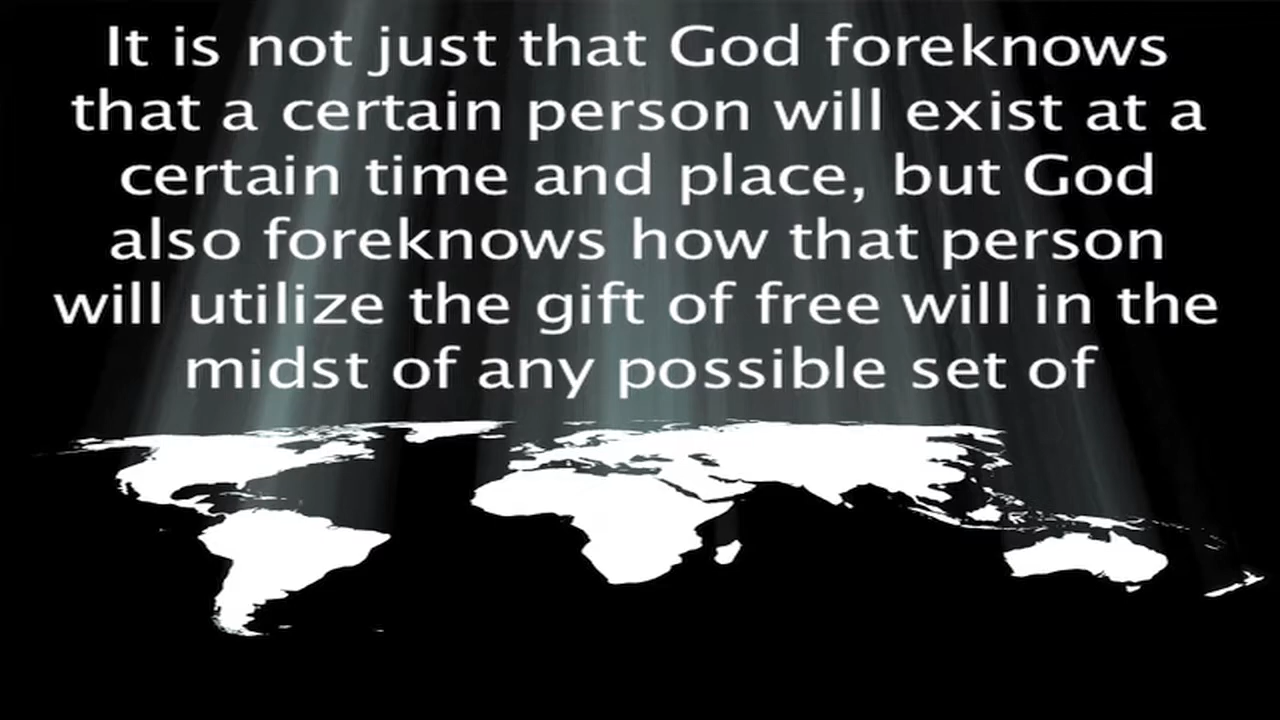 It is not just that God foreknows
that a certain person will exist at a
certain time and place, but God
also foreknows how that person
will utilize the gift of free will in the
midst of any possible set of